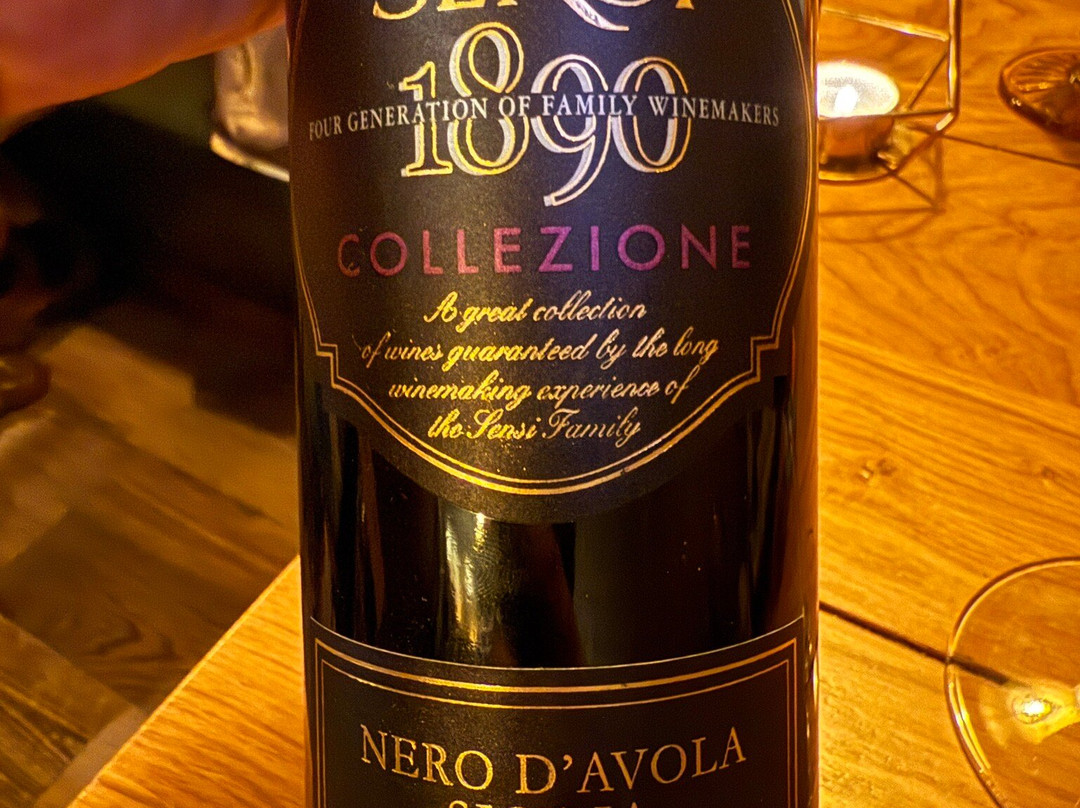 SENSI
1890
FOUR GENERATION OF FAMILY WINEMAKERS
COLLEZIONE
A great collection
of wines guaranteed by the long
winemaking experience of
the Sensi Family
NERO D'AVOLA